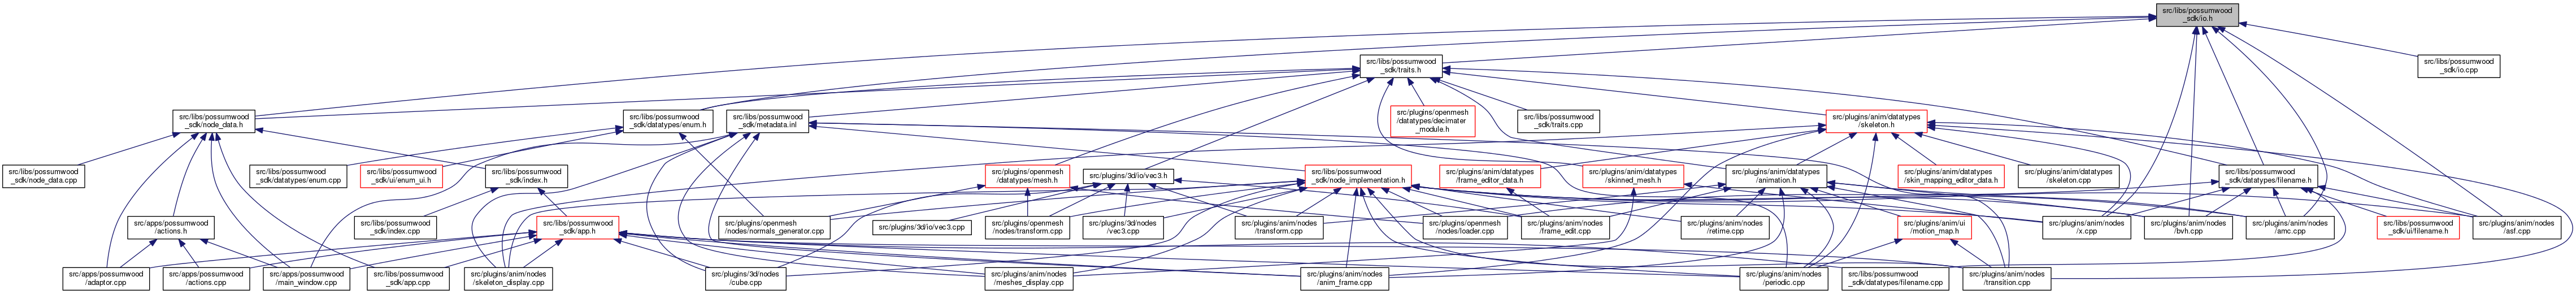 src/libs/possumwood
_sdk/io.h
src/libs/possumwood
_sdk/traits.h
src/libs/possumwood
_sdk/io.cpp
src/libs/possumwood
_sdk/node_data.h
src/libs/possumwood
_sdk/datatypes/enum.h
src/libs/possumwood
_sdk/metadata.inl
src/plugins/openmesh
/datatypes/decimater
_module.h
src/libs/possumwood
_sdk/traits.cpp
src/plugins/anim/datatypes
/skeleton.h
src/libs/possumwood
_sdk/node_data.cpp
src/libs/possumwood
_sdk/datatypes/enum.cpp
src/libs/possumwood
_sdk/ui/enum_ui.h
src/libs/possumwood
_sdk/index.h
src/plugins/openmesh
/datatypes/mesh.h
src/plugins/3d/io/vec3.h
src/libs/possumwood
_sdk/node_implementation.h
src/plugins/anim/datatypes
/frame_editor_data.h
src/plugins/anim/datatypes
/skinned_mesh.h
src/plugins/anim/datatypes
/animation.h
src/plugins/anim/datatypes
/skin_mapping_editor_data.h
src/plugins/anim/datatypes
/skeleton.cpp
src/libs/possumwood
_sdk/datatypes/filename.h
src/apps/possumwood
/actions.h
src/libs/possumwood
_sdk/index.cpp
src/libs/possumwood
_sdk/app.h
src/plugins/openmesh
/nodes/normals_generator.cpp
src/plugins/3d/io/vec3.cpp
src/plugins/openmesh
/nodes/transform.cpp
src/plugins/3d/nodes
/vec3.cpp
src/plugins/anim/nodes
/transform.cpp
src/plugins/openmesh
/nodes/loader.cpp
src/plugins/anim/nodes
/frame_edit.cpp
src/plugins/anim/nodes
/retime.cpp
src/plugins/anim/ui
/motion_map.h
src/plugins/anim/nodes
/x.cpp
src/plugins/anim/nodes
/bvh.cpp
src/plugins/anim/nodes
/amc.cpp
src/libs/possumwood
_sdk/ui/filename.h
src/plugins/anim/nodes
/asf.cpp
src/apps/possumwood
/adaptor.cpp
src/apps/possumwood
/actions.cpp
src/apps/possumwood
/main_window.cpp
src/libs/possumwood
_sdk/app.cpp
src/plugins/anim/nodes
/skeleton_display.cpp
src/plugins/3d/nodes
/cube.cpp
src/plugins/anim/nodes
/meshes_display.cpp
src/plugins/anim/nodes
/anim_frame.cpp
src/plugins/anim/nodes
/periodic.cpp
src/libs/possumwood
_sdk/datatypes/filename.cpp
src/plugins/anim/nodes
/transition.cpp